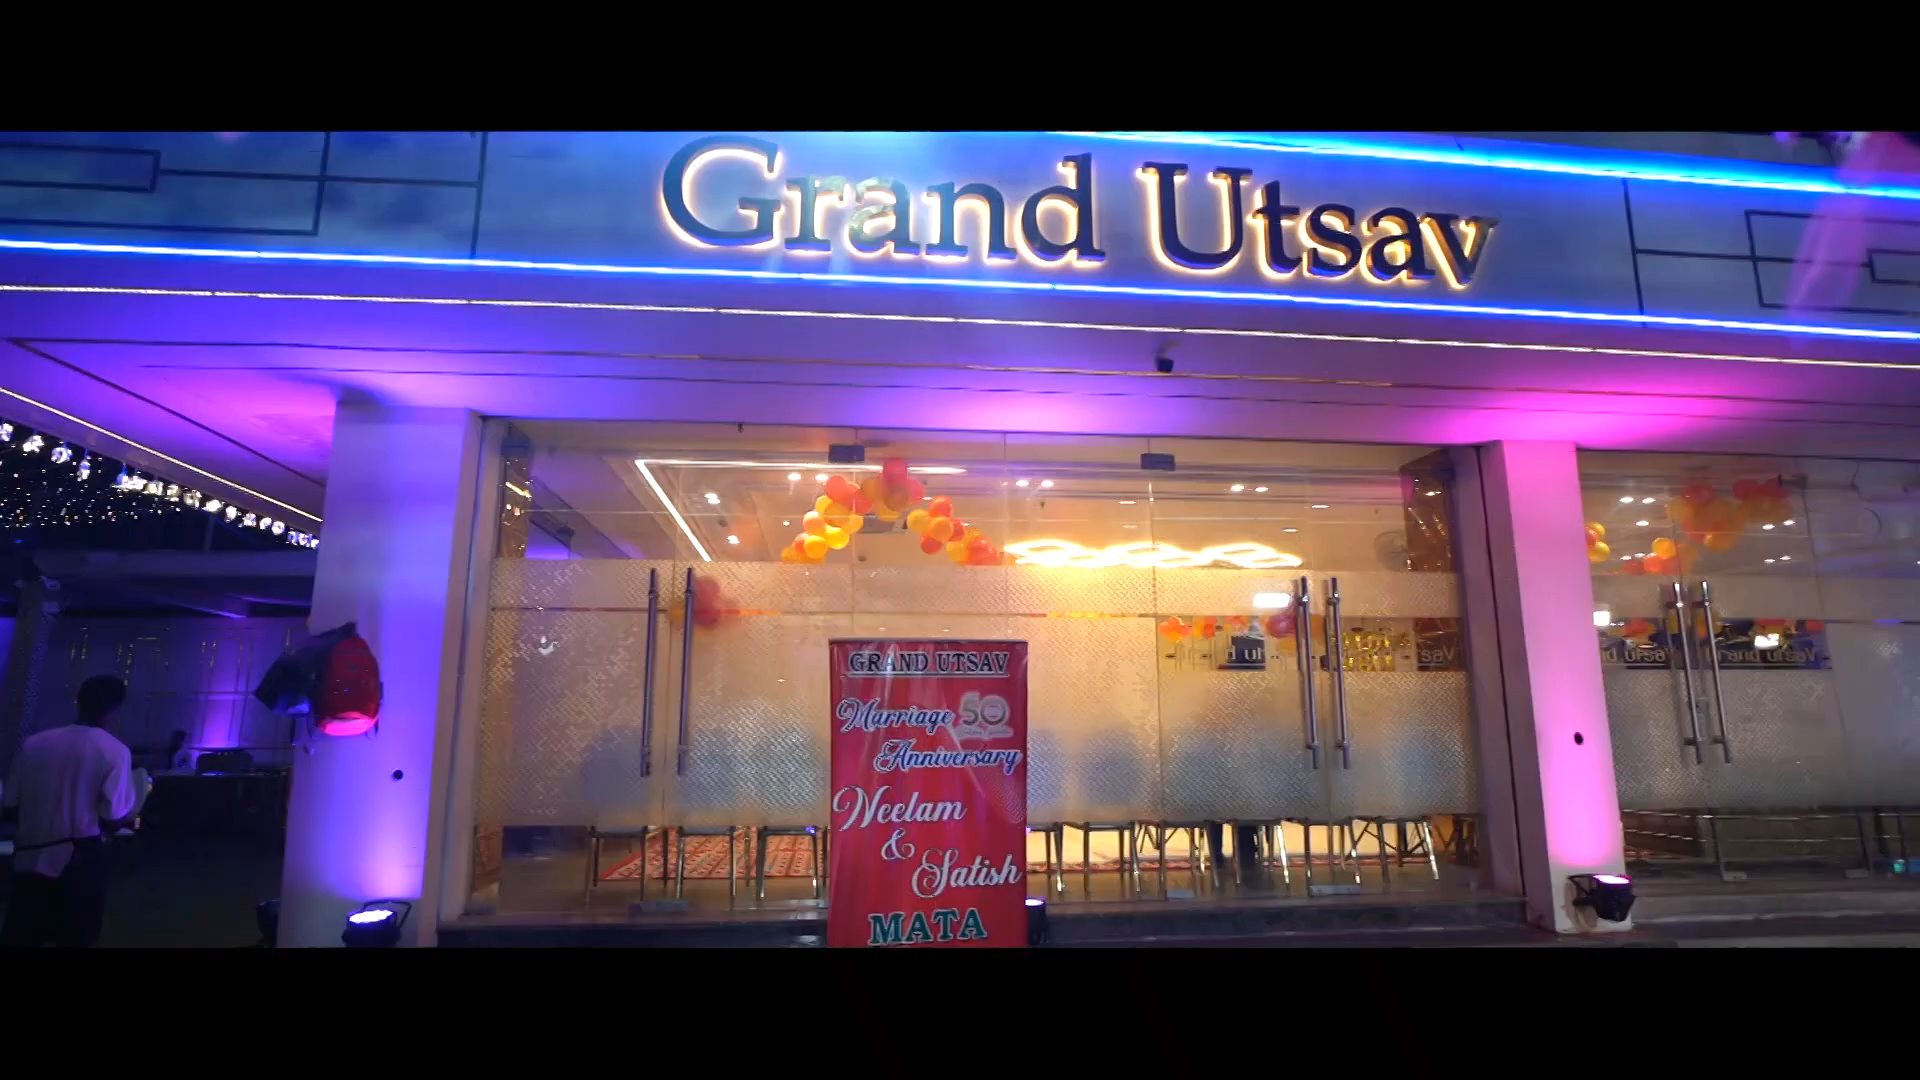 Grand Utsav
GRAND UTSAV
Marriage 50
Anniversary
Neelam
&
Satish
MATA